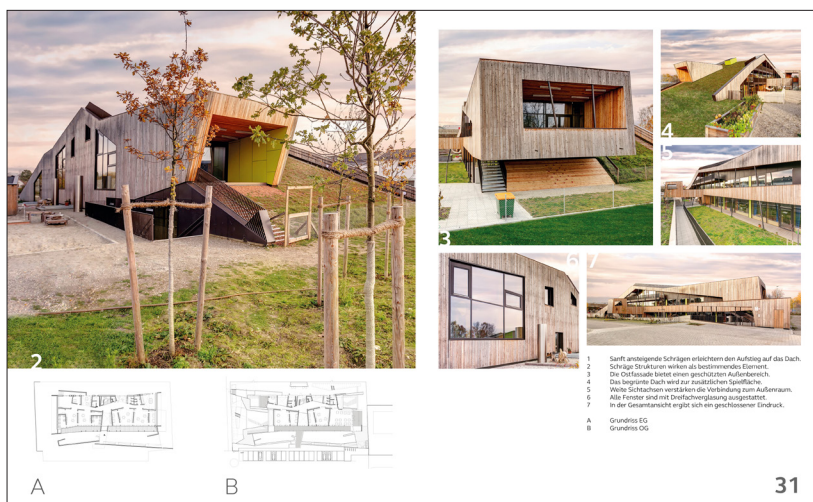 2
A
B
3
4
5
6
7
1 Sanft ansteigende Schrägen erleichtern den Aufstieg auf das Dach.
2 Schräge Strukturen wirken als bestimmendes Element.
3 Die Ostfassade bietet einen geschützten Außenbereich.
4 Das begrünte Dach wird zur zusätzlichen Spielfläche.
5 Weite Sichtachsen verstärken die Verbindung zum Außenraum.
6 Alle Fenster sind mit Dreifachverglasung ausgestattet.
7 In der Gesamtansicht ergibt sich ein geschlossener Eindruck.
A Grundriss EG
B Grundriss OG
31